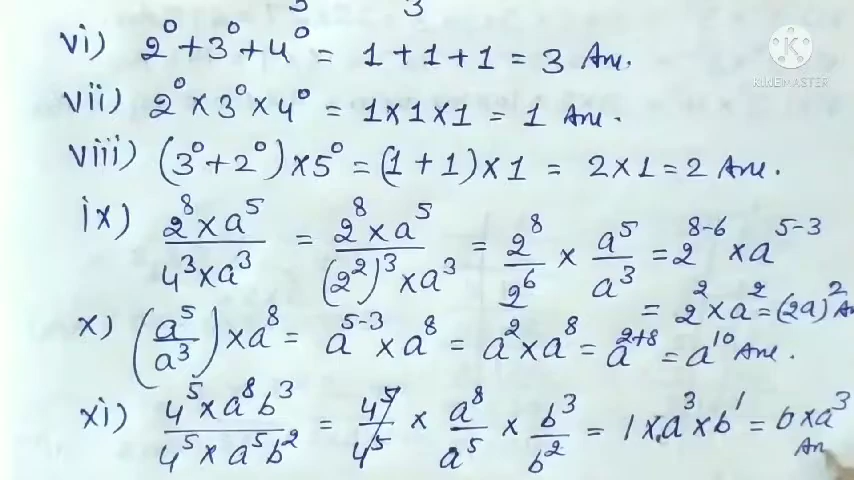 vi) 2⁰ + 3⁰ + 4⁰ = 1 + 1 + 1 = 3 Ans.
KINEMASTER
vii) 2⁰ × 3⁰ × 4⁰ = 1 × 1 × 1 = 1 Ans.
viii) (3⁰ + 2⁰) × 5⁰ = (1 + 1) × 1 = 2 × 1 = 2 Ans.
ix) (2⁸ × a⁵)/(4³ × a³) = (2⁸ × a⁵)/((2²)³ × a³) = 2⁸/2⁶ × a⁵/a³ = 2⁸⁻⁶ × a⁵⁻³
= 2² × a² = (2a)² An
x) (a⁵/a³) × a⁸ = a⁵⁻³ × a⁸ = a² × a⁸ = a²⁺⁸ = a¹⁰ Ans.
xi) (4⁵ × a⁸b³)/(4⁵ × a⁵b²) = 4⁵/4⁵ × a⁸/a⁵ × b³/b² = 1 × a³ × b¹ = b × a³
An